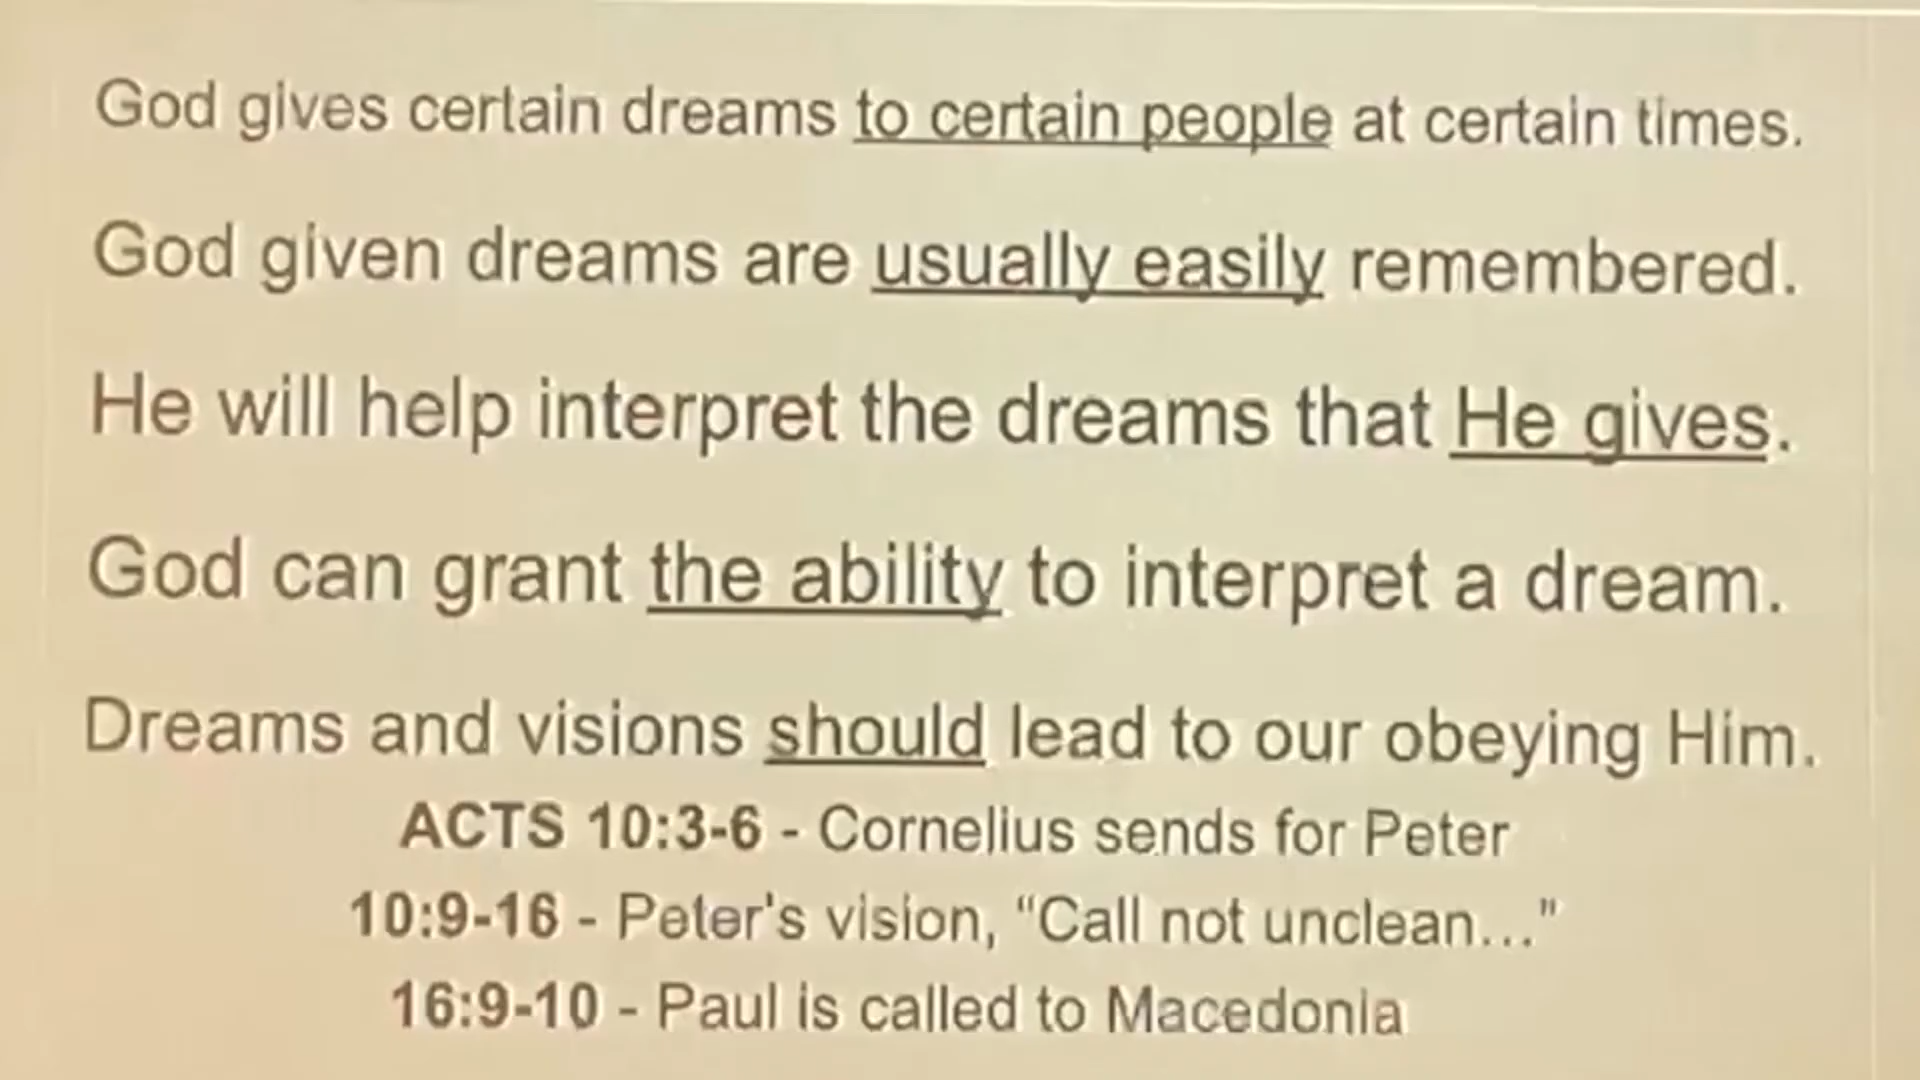 God gives certain dreams to certain people at certain times.
God given dreams are usually easily remembered.
He will help interpret the dreams that He gives.
God can grant the ability to interpret a dream.
Dreams and visions should lead to our obeying Him.
ACTS 10:3-6 - Cornelius sends for Peter
10:9-16 - Peter's vision, “Call not unclean...”
16:9-10 - Paul is called to Macedonia